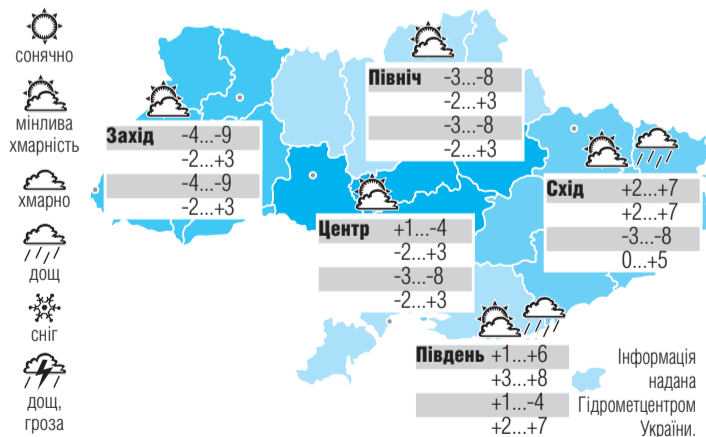 сонячно
мінлива
хмарність
хмарно
дощ
сніг
дощ,
гроза
Північ -3...-8
-2...+3
-3...-8
-2...+3
Захід -4...-9
-2...+3
-4...-9
-2...+3
Схід +2...+7
+2...+7
-3...-8
0...+5
Центр +1...-4
-2...+3
-3...-8
-2...+3
Південь +1...+6
+3...+8
+1...-4
+2...+7
Інформація
надана
Гідрометцентром
України.